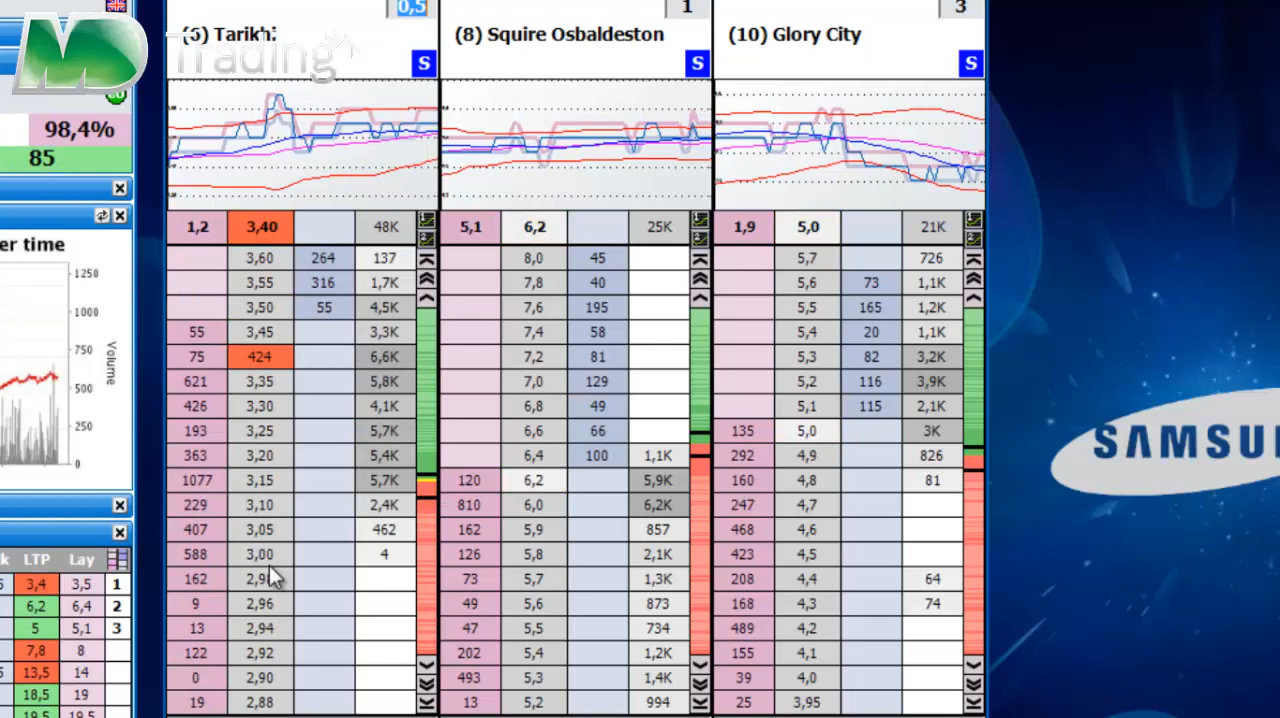 MD Trading
98,4%
85
er time
1250
1000
750
500
250
0
Volume
LTP Lay
3,4 3,5 1
6,2 6,4 2
5 5,1 3
7,8 8
13,5 14
18,5 19
19,5 19,5
(6) Tarikhi 0,5
S
1,2 3,40 48K
3,60 264 137
3,55 316 1,7K
3,50 55 4,5K
55 3,45 3,3K
75 424 6,6K
621 3,35 5,8K
426 3,30 4,1K
193 3,25 5,7K
363 3,20 5,4K
1077 3,15 5,7K
229 3,10 2,4K
407 3,05 462
588 3,00 4
162
9 2,96
13 2,94
122 2,92
0 2,90
19 2,88
(8) Squire Osbaldeston 1
S
5,1 6,2 25K
8,0 45
7,8 40
7,6 195
7,4 58
7,2 81
7,0 129
6,8 49
6,6 66
6,4 100 1,1K
120 6,2 5,9K
810 6,0 6,2K
162 5,9 857
126 5,8 2,1K
73 5,7 1,3K
49 5,6 873
47 5,5 734
202 5,4 1,2K
493 5,3 1,4K
13 5,2 994
(10) Glory City 3
S
1,9 5,0 21K
5,7 726
5,6 73 1,1K
5,5 165 1,2K
5,4 20 1,1K
5,3 82 3,2K
5,2 116 3,9K
5,1 115 2,1K
135 5,0 3K
292 4,9 826
160 4,8 81
247 4,7
468 4,6
423 4,5
208 4,4 64
168 4,3 74
489 4,2
155 4,1
39 4,0
25 3,95